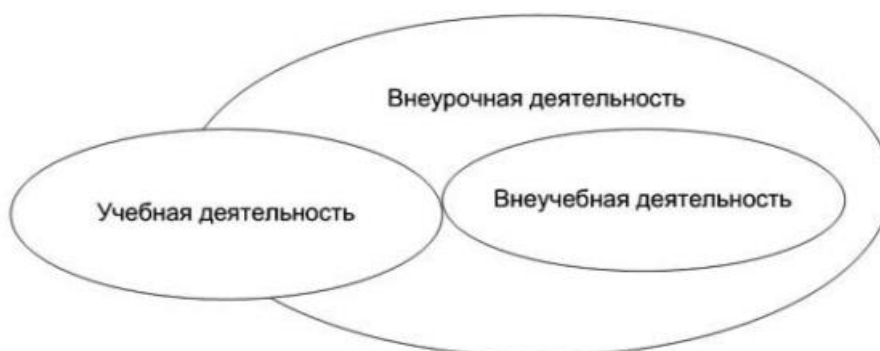 Внеурочная деятельность
Учебная деятельность
Внеучебная деятельность